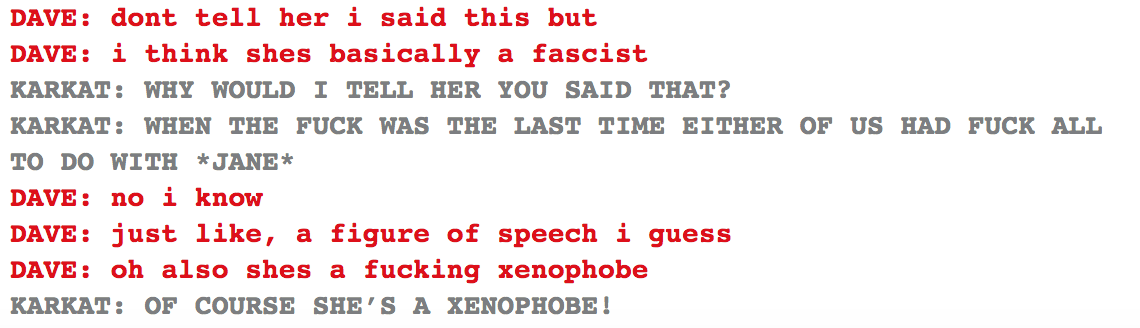 DAVE: dont tell her i said this but
DAVE: i think shes basically a fascist
KARKAT: WHY WOULD I TELL HER YOU SAID THAT?
KARKAT: WHEN THE FUCK WAS THE LAST TIME EITHER OF US HAD FUCK ALL
TO DO WITH *JANE*
DAVE: no i know
DAVE: just like, a figure of speech i guess
DAVE: oh also shes a fucking xenophobe
KARKAT: OF COURSE SHE’S A XENOPHOBE!